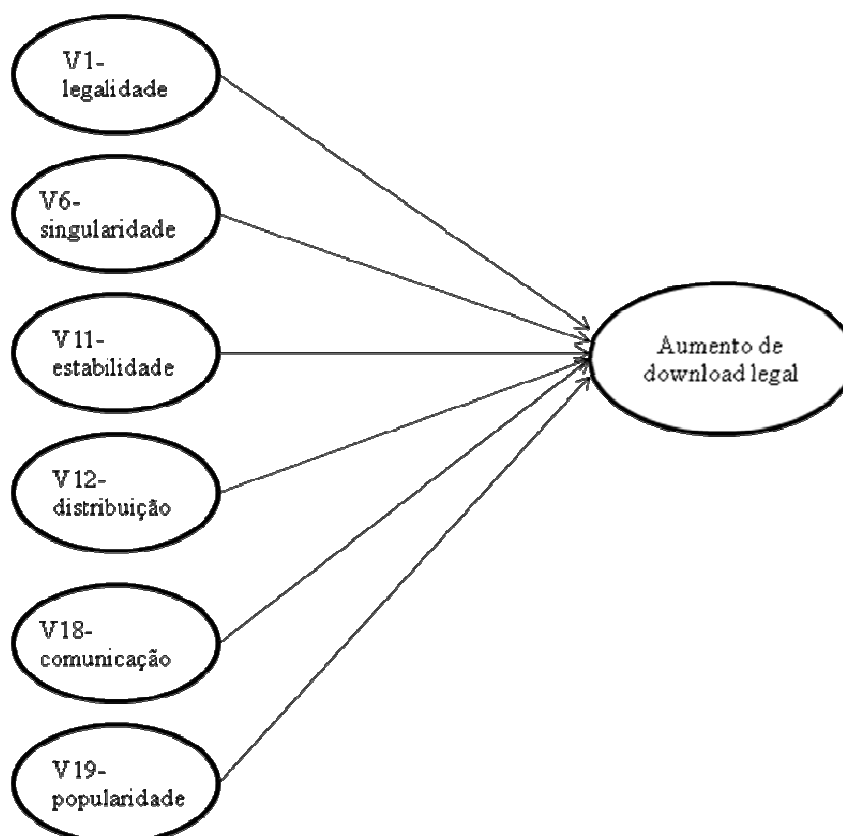 V1-
legalidade
V6-
singularidade
V11-
estabilidade
V12-
distribuição
V18-
comunicação
V19-
popularidade
Aumento de
download legal